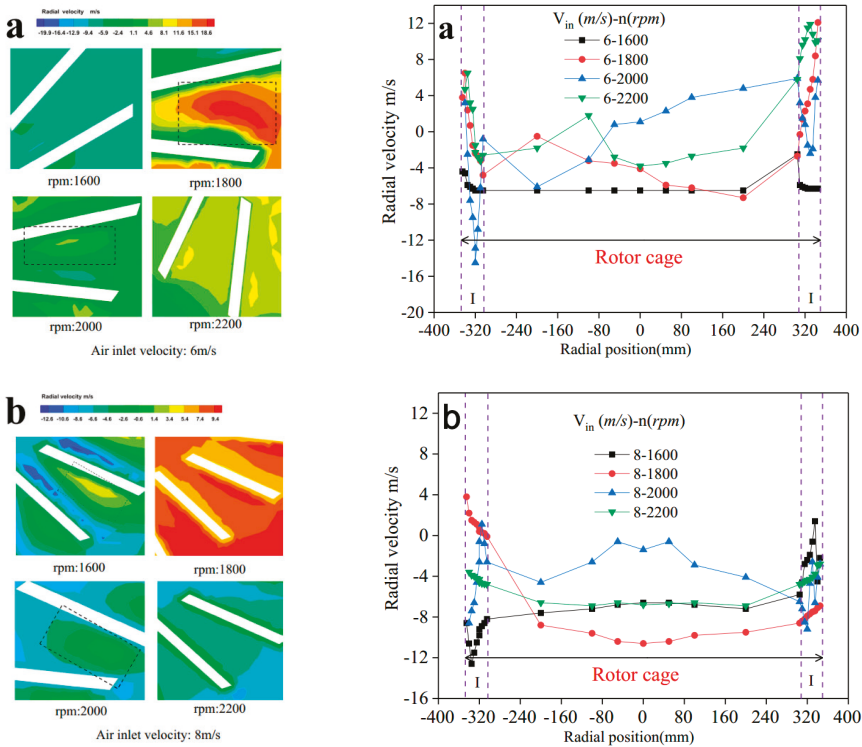 a
Radial velocity m/s
-19.9 -16.4 -12.9 -9.4 -5.9 -2.4 1.1 4.6 8.1 11.6 15.1 18.6
rpm:1600
rpm:1800
rpm:2000
rpm:2200
Air inlet velocity: 6m/s
a
Vin (m/s)-n(rpm)
6-1600
6-1800
6-2000
6-2200
Radial velocity m/s
12
8
4
0
-4
-8
-12
-16
-20
Rotor cage
I
I
-400 -320 -240 -160 -80 0 80 160 240 320 400
Radial position(mm)
b
Radial velocity m/s
-12.6 -10.6 -8.6 -6.6 -4.6 -2.6 -0.6 1.4 3.4 5.4 7.4 9.4
rpm:1600
rpm:1800
rpm:2000
rpm:2200
Air inlet velocity: 8m/s
b
Vin (m/s)-n(rpm)
8-1600
8-1800
8-2000
8-2200
Radial velocity m/s
12
8
4
0
-4
-8
-12
-16
Rotor cage
I
I
-400 -320 -240 -160 -80 0 80 160 240 320 400
Radial position(mm)